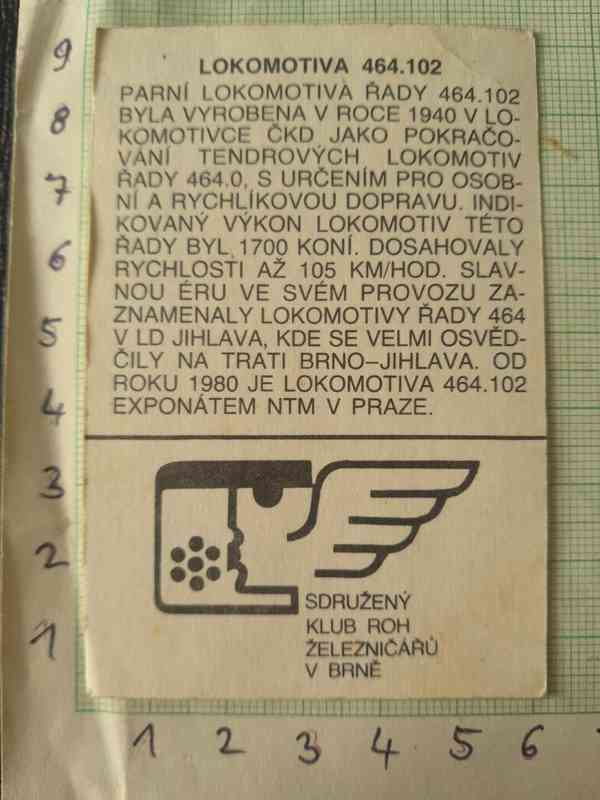 LOKOMOTIVA 464.102
PARNÍ LOKOMOTIVA ŘADY 464.102
BYLA VYROBENA V ROCE 1940 V LO-
KOMOTIVCE ČKD JAKO POKRAČO-
VÁNÍ TENDROVÝCH LOKOMOTIV
ŘADY 464.0, S URČENÍM PRO OSOB-
NÍ A RYCHLÍKOVOU DOPRAVU. INDI-
KOVANÝ VÝKON LOKOMOTIV TÉTO
ŘADY BYL 1700 KONÍ. DOSAHOVALY
RYCHLOSTI AŽ 105 KM/HOD. SLAV-
NOU ÉRU VE SVÉM PROVOZU ZA-
ZNAMENALY LOKOMOTIVY ŘADY 464
V LD JIHLAVA, KDE SE VELMI OSVĚD-
ČILY NA TRATI BRNO–JIHLAVA. OD
ROKU 1980 JE LOKOMOTIVA 464.102
EXPONÁTEM NTM V PRAZE.
SDRUŽENÝ
KLUB ROH
ŽELEZNIČÁŘŮ
V BRNĚ
9
8
7
6
5
4
3
2
1
1 2 3 4 5 6